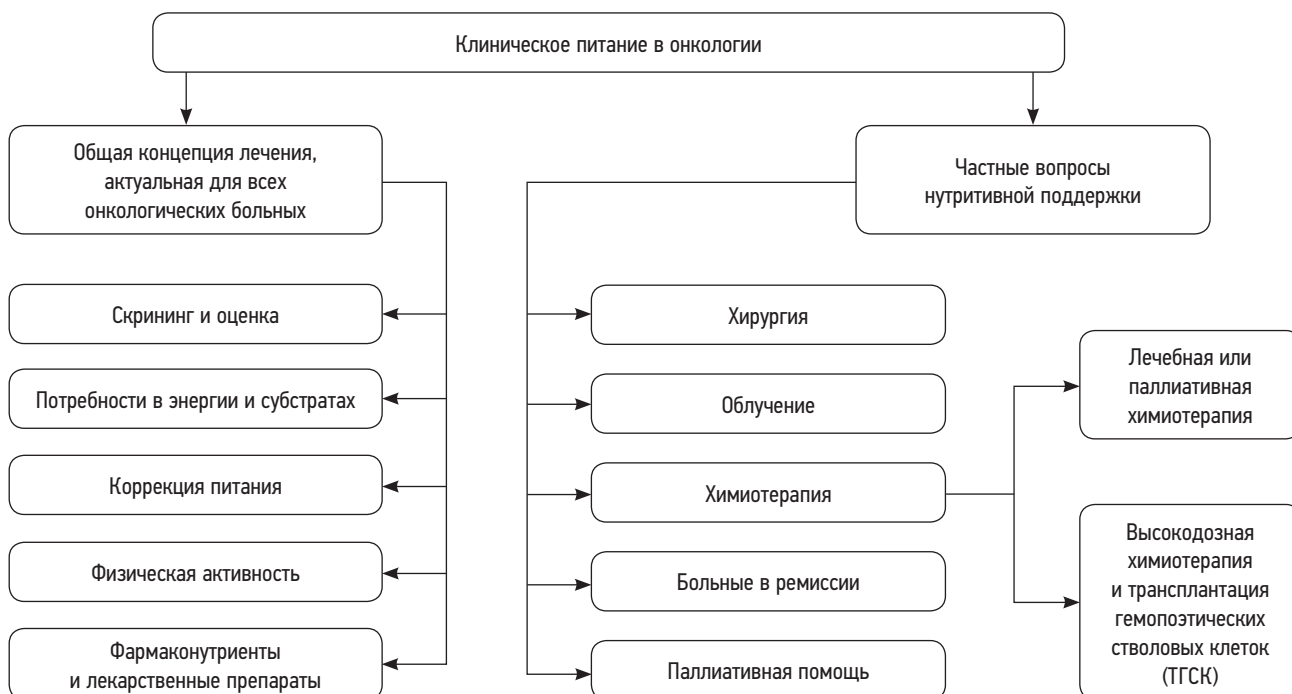 Клиническое питание в онкологии
Общая концепция лечения,
актуальная для всех
онкологических больных
Частные вопросы
нутритивной поддержки
Скрининг и оценка
Потребности в энергии и субстратах
Коррекция питания
Физическая активность
Фармаконутриенты
и лекарственные препараты
Хирургия
Облучение
Химиотерапия
Больные в ремиссии
Паллиативная помощь
Лечебная или
паллиативная
химиотерапия
Высокодозная
химиотерапия
и трансплантация
гемопоэтических
стволовых клеток
(ТГСК)